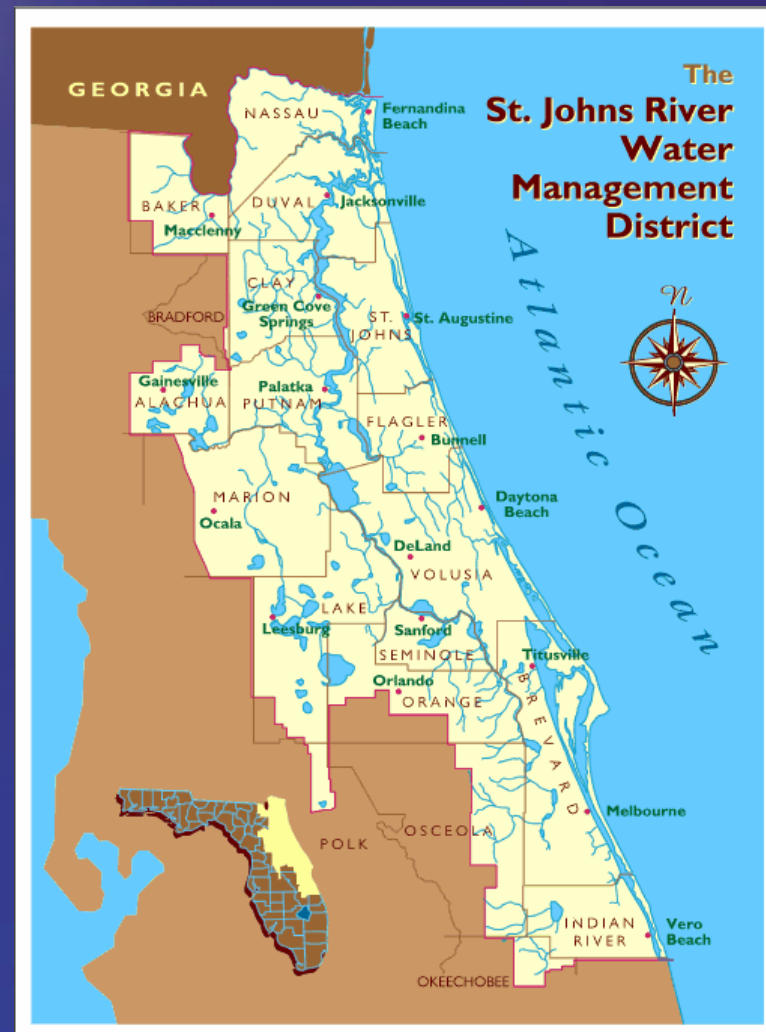 The
St. Johns River
Water
Management
District
GEORGIA
NASSAU
Fernandina
Beach
BAKER
Macclenny
DUVAL
Jacksonville
Atlantic Ocean
N
CLAY
Green Cove
Springs
BRADFORD
ST.
JOHNS
St. Augustine
Gainesville
ALACHUA
Palatka
PUTNAM
FLAGLER
Bunnell
MARION
Ocala
Daytona
Beach
DeLand
VOLUSIA
LAKE
Leesburg
Sanford
SEMINOLE
Titusville
Orlando
ORANGE
BREVARD
Melbourne
POLK
OSCEOLA
INDIAN
RIVER
Vero
Beach
OKEECHOBEE